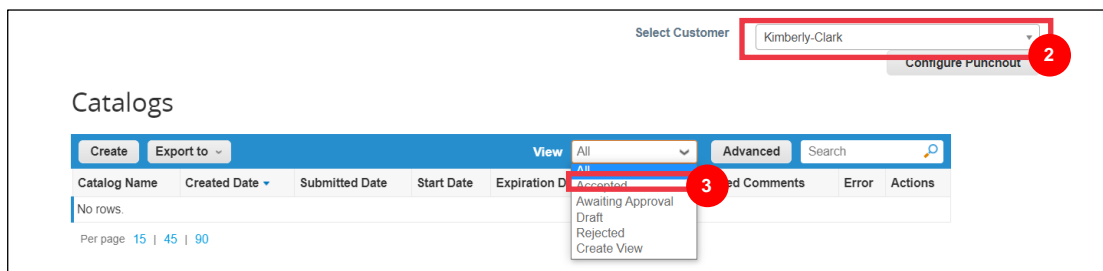 Select Customer Kimberly-Clark
2
Configure Punchout
Catalogs
Create Export to View All Advanced Search
All
Catalog Name Created Date Submitted Date Start Date Expiration D Accepted 3 ed Comments Error Actions
No rows.
Awaiting Approval
Draft
Rejected
Create View
Per page 15 | 45 | 90